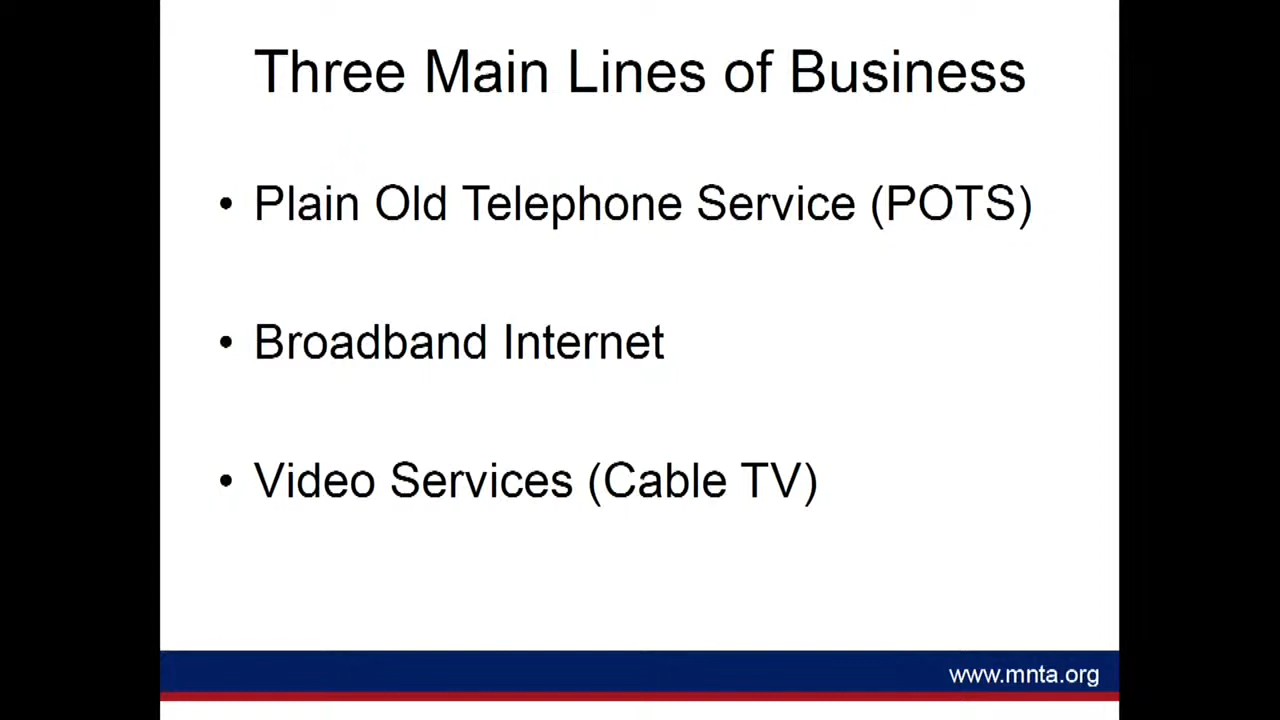 Three Main Lines of Business
• Plain Old Telephone Service (POTS)
• Broadband Internet
• Video Services (Cable TV)
www.mnta.org